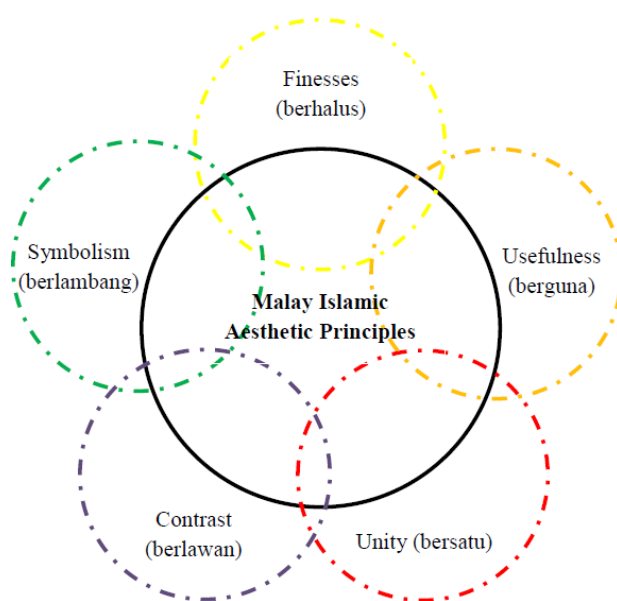 Finesses
(berhalus)
Symbolism
(berlambang)
Usefulness
(berguna)
Malay Islamic
Aesthetic Principles
Contrast
(berlawan)
Unity (bersatu)